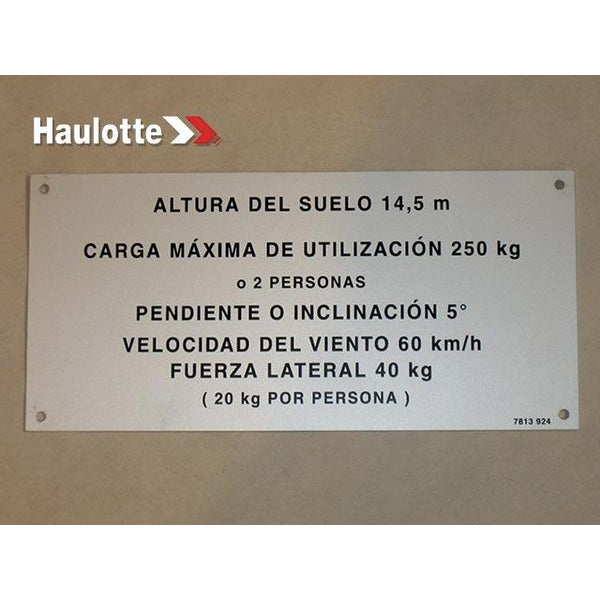 Haulotte
ALTURA DEL SUELO 14,5 m
CARGA MÁXIMA DE UTILIZACIÓN 250 kg
o 2 PERSONAS
PENDIENTE O INCLINACIÓN 5°
VELOCIDAD DEL VIENTO 60 km/h
FUERZA LATERAL 40 kg
( 20 kg POR PERSONA )
7813 924